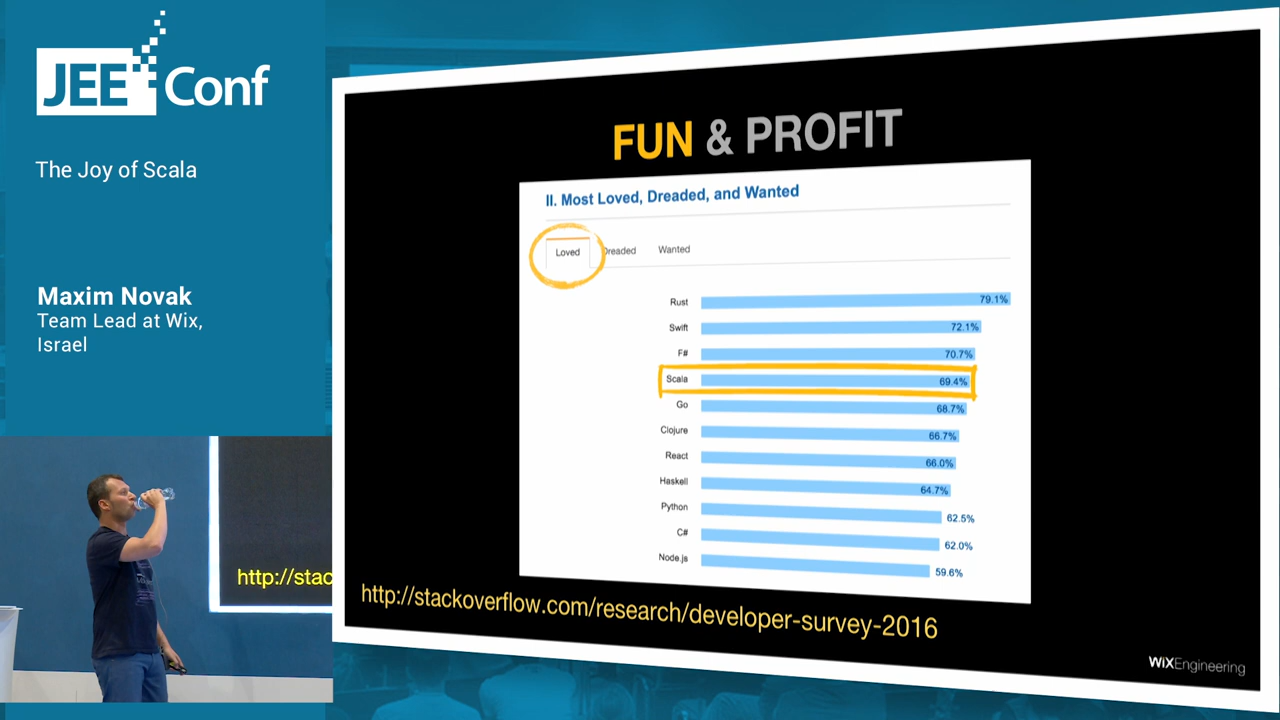 JEEConf
The Joy of Scala
Maxim Novak
Team Lead at Wix,
Israel
http://stac
FUN & PROFIT
II. Most Loved, Dreaded, and Wanted
Loved Dreaded Wanted
Rust 79.1%
Swift 72.1%
F# 70.7%
Scala 69.4%
Go 68.7%
Clojure 66.7%
React 66.0%
Haskell 64.7%
Python 62.5%
C# 62.0%
Node.js 59.6%
http://stackoverflow.com/research/developer-survey-2016
WiXEngineering